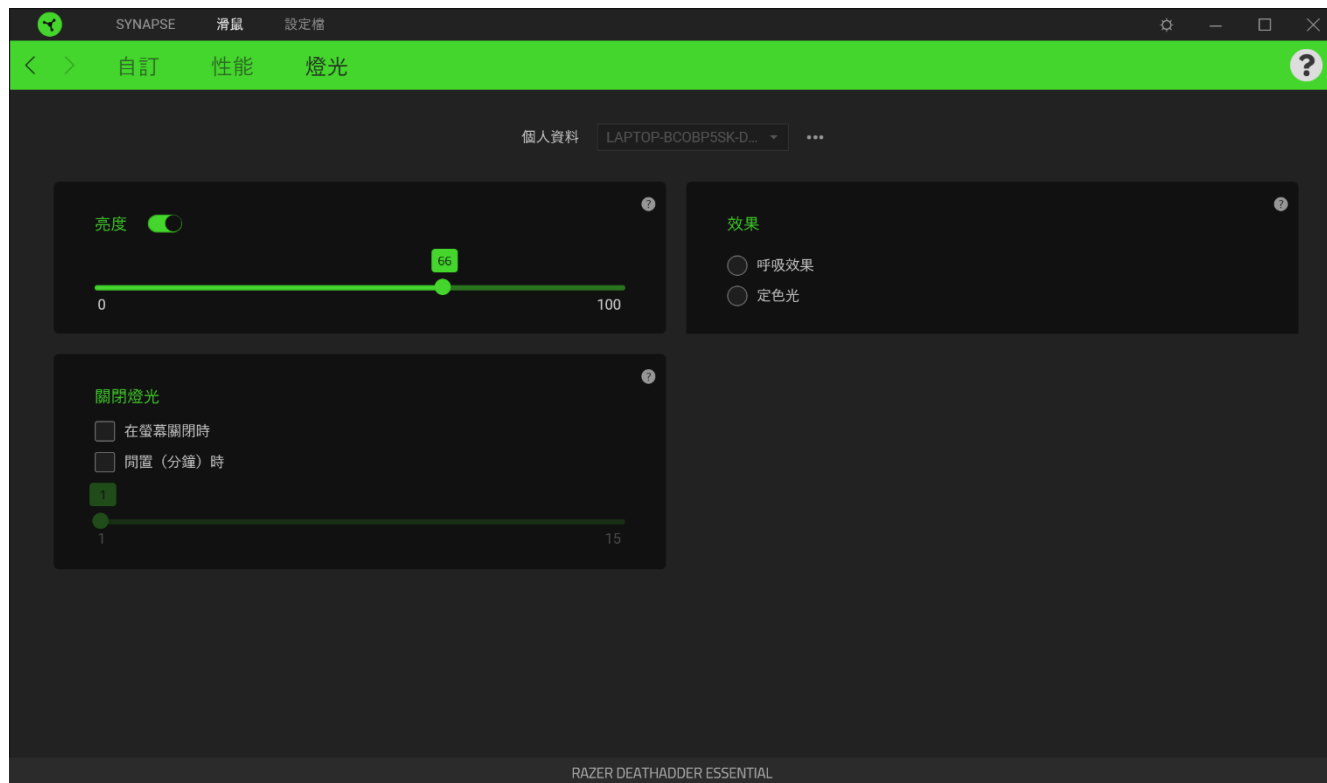 SYNAPSE 滑鼠 設定檔
自訂 性能 燈光
?
個人資料 LAPTOP-BCOBP5SK-D... •••
亮度
?
66
0 100
效果
?
呼吸效果
定色光
關閉燈光
?
在螢幕關閉時
閒置（分鐘）時
1
1 15
RAZER DEATHADDER ESSENTIAL